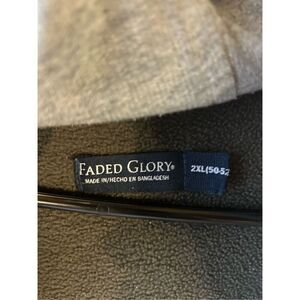 FADED GLORY®
MADE IN/HECHO EN BANGLADESH
2XL(50-52